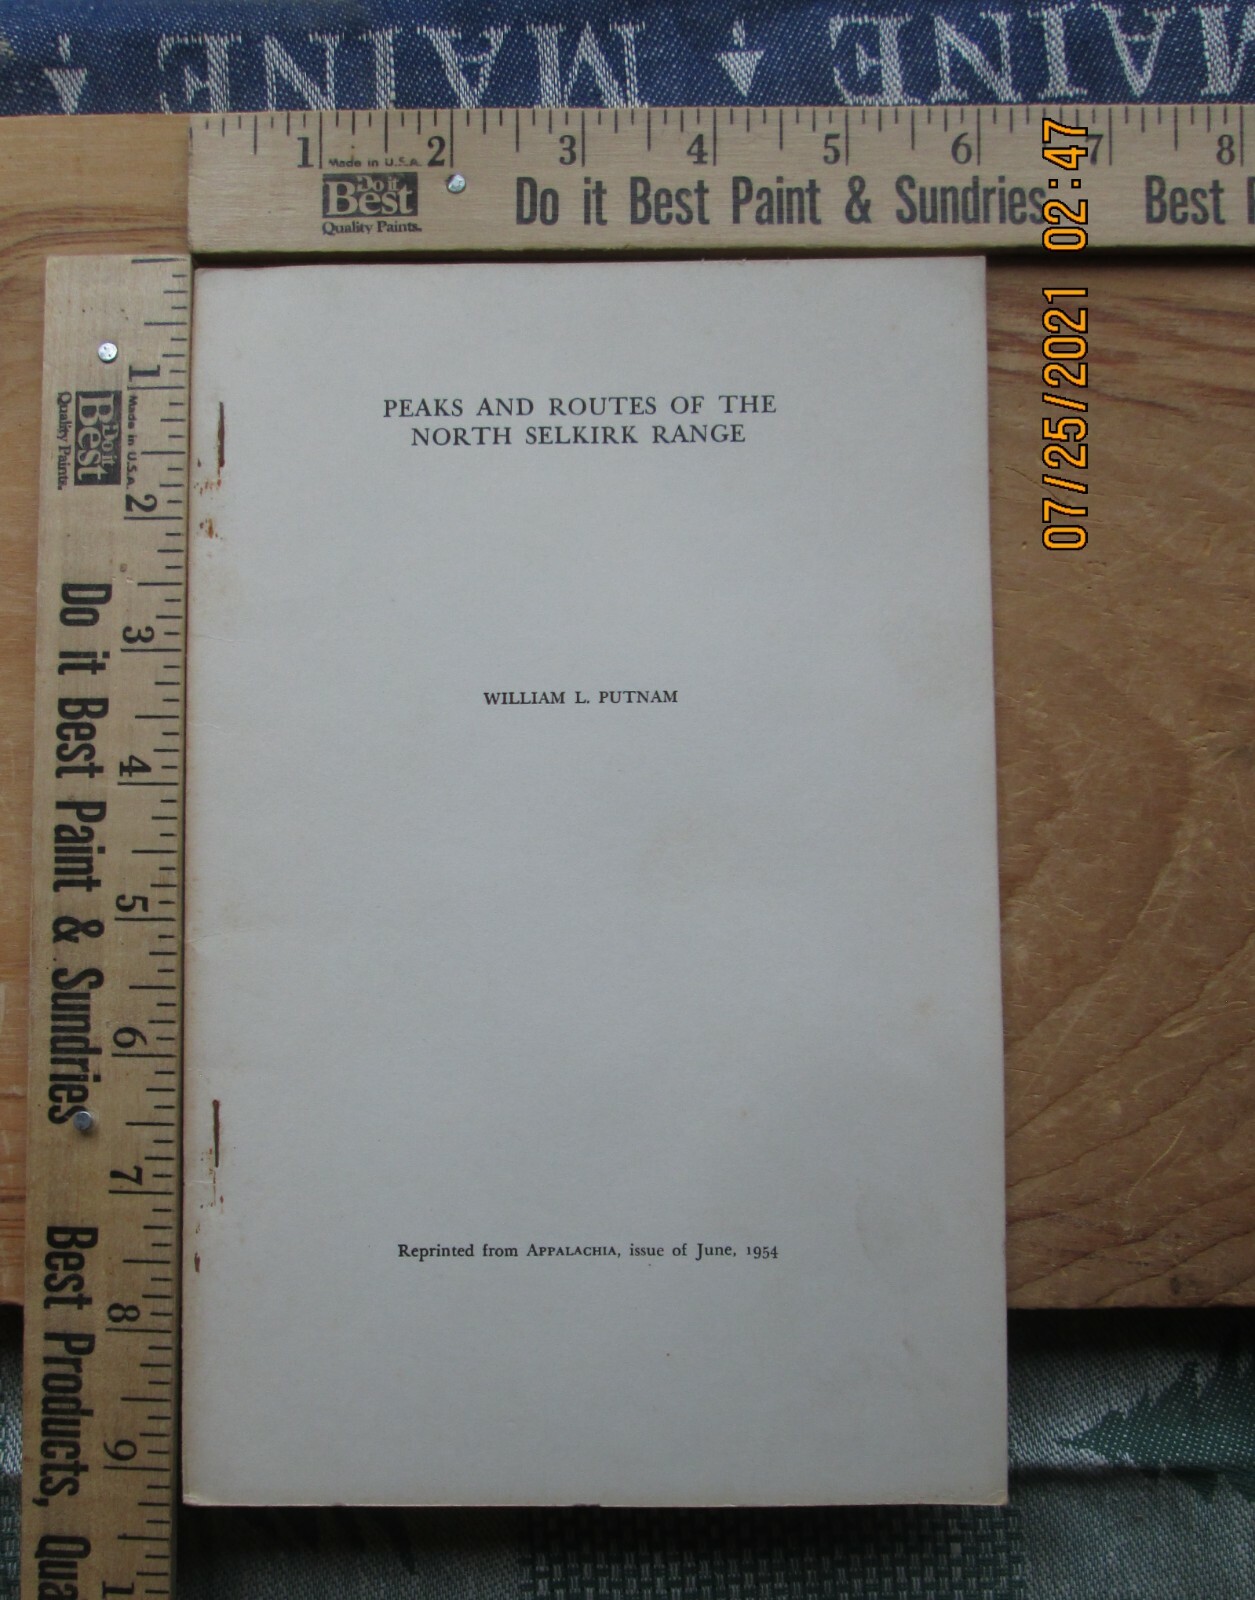 MAINE MAINE
1 2 3 4 5 6 7 8
Made in U.S.A.
Do it
Best
Quality Paints.
Do it Best Paint & Sundries Best
07/25/2021 02:47
1 2 3 4 5 6 7 8 9 1
Made in U.S.A.
Do it
Best
Quality Paints.
Do it Best Paint & Sundries Best Products, Qua
PEAKS AND ROUTES OF THE
NORTH SELKIRK RANGE
WILLIAM L. PUTNAM
Reprinted from APPALACHIA, issue of June, 1954